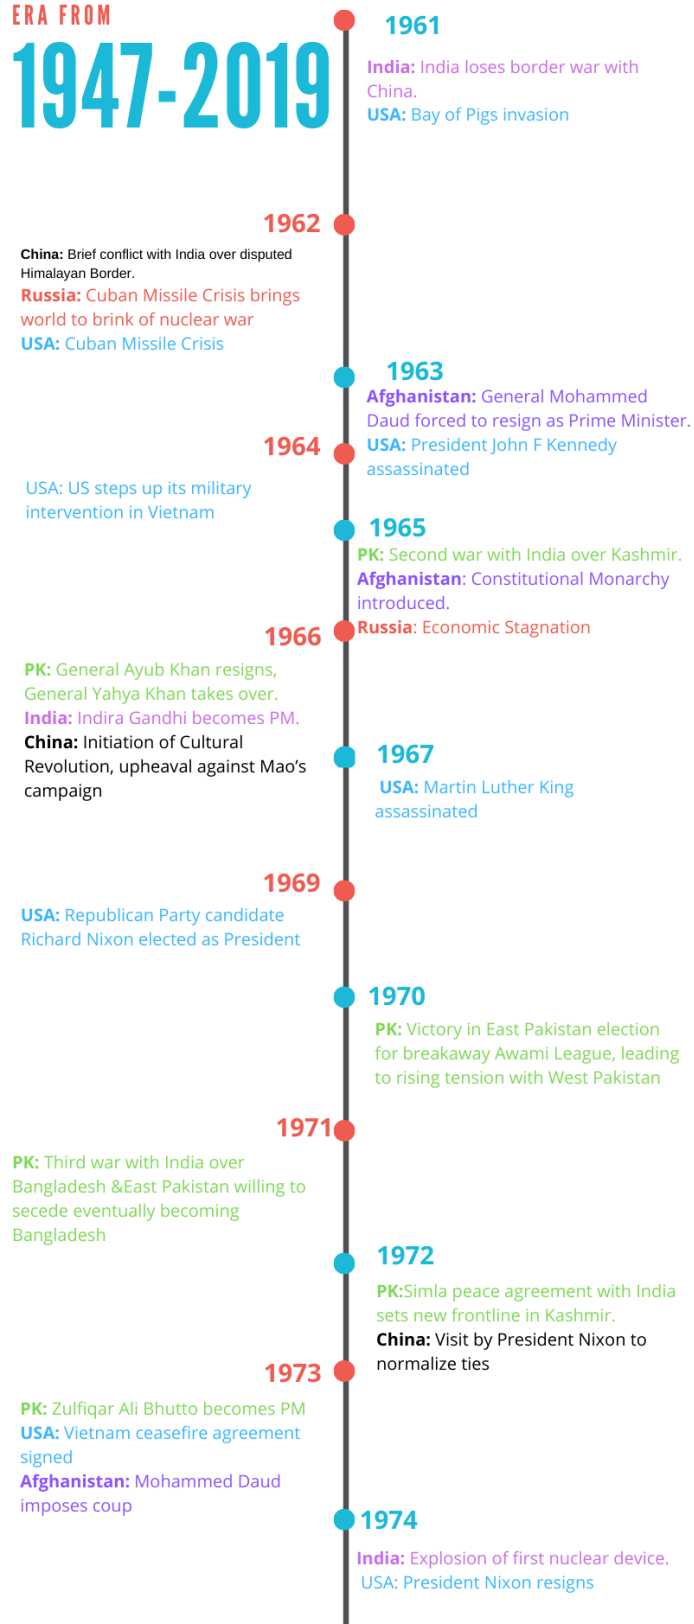 ERA FROM
1947-2019
1961
India: India loses border war with
China.
USA: Bay of Pigs invasion
1962
China: Brief conflict with India over disputed
Himalayan Border.
Russia: Cuban Missile Crisis brings
world to brink of nuclear war
USA: Cuban Missile Crisis
1963
Afghanistan: General Mohammed
Daud forced to resign as Prime Minister.
USA: President John F Kennedy
assassinated
1964
USA: US steps up its military
intervention in Vietnam
1965
PK: Second war with India over Kashmir.
Afghanistan: Constitutional Monarchy
introduced.
Russia: Economic Stagnation
1966
PK: General Ayub Khan resigns,
General Yahya Khan takes over.
India: Indira Gandhi becomes PM.
China: Initiation of Cultural
Revolution, upheaval against Mao's
campaign
1967
USA: Martin Luther King
assassinated
1969
USA: Republican Party candidate
Richard Nixon elected as President
1970
PK: Victory in East Pakistan election
for breakaway Awami League, leading
to rising tension with West Pakistan
1971
PK: Third war with India over
Bangladesh &East Pakistan willing to
secede eventually becoming
Bangladesh
1972
PK:Simla peace agreement with India
sets new frontline in Kashmir.
China: Visit by President Nixon to
normalize ties
1973
PK: Zulfiqar Ali Bhutto becomes PM
USA: Vietnam ceasefire agreement
signed
Afghanistan: Mohammed Daud
imposes coup
1974
India: Explosion of first nuclear device.
USA: President Nixon resigns